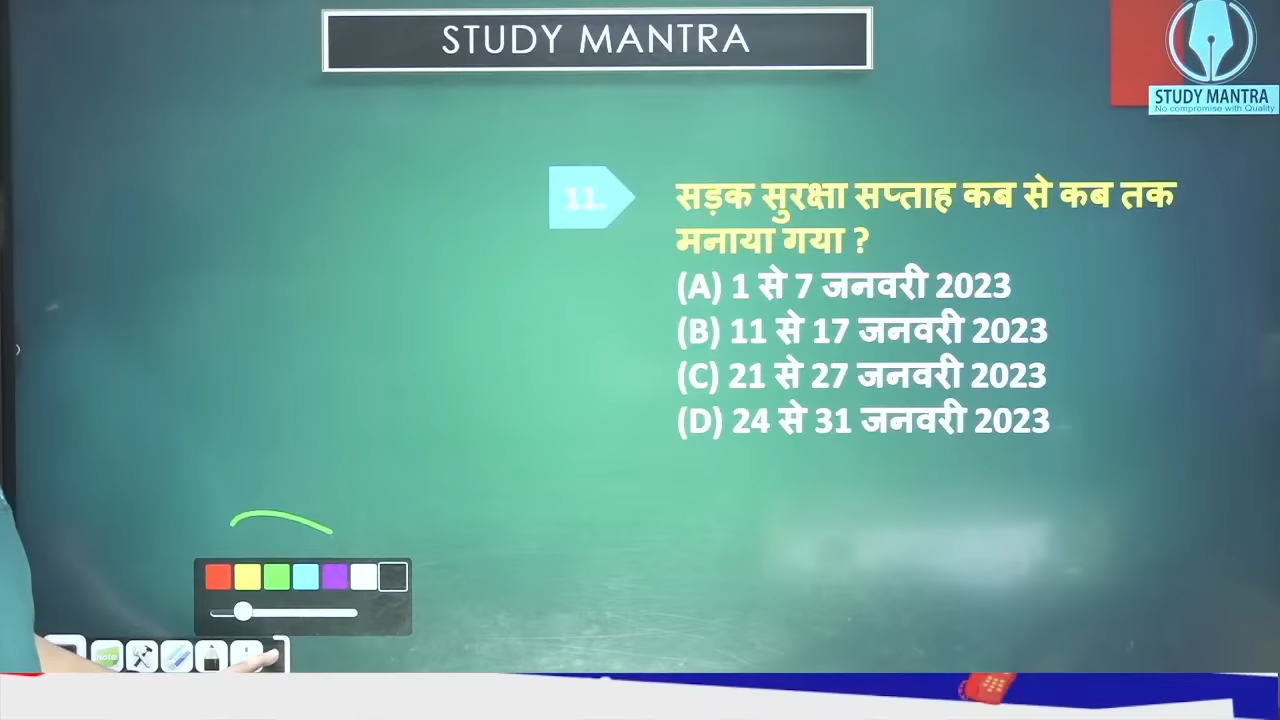 STUDY MANTRA
STUDY MANTRA
No compromise with Quality
11.
सड़क सुरक्षा सप्ताह कब से कब तक
मनाया गया ?
(A) 1 से 7 जनवरी 2023
(B) 11 से 17 जनवरी 2023
(C) 21 से 27 जनवरी 2023
(D) 24 से 31 जनवरी 2023
Note